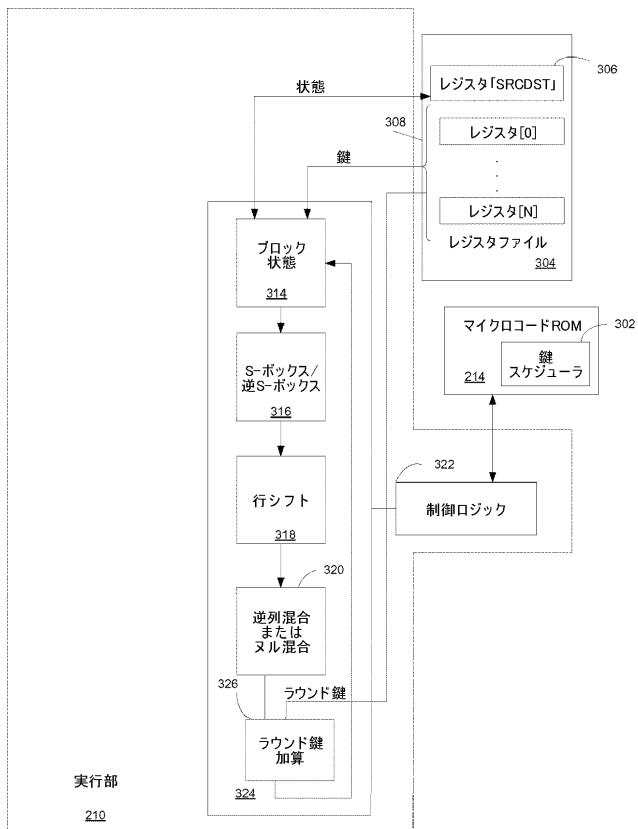 306
レジスタ「SRCDST」
状態
308
レジスタ[0]
鍵
レジスタ[N]
レジスタファイル
304
ブロック
状態
314
302
マイクロコードROM
鍵
スケジューラ
214
S-ボックス/
逆S-ボックス
316
322
制御ロジック
行シフト
318
320
逆列混合
または
ヌル混合
326
ラウンド鍵
ラウンド鍵
加算
324
実行部
210